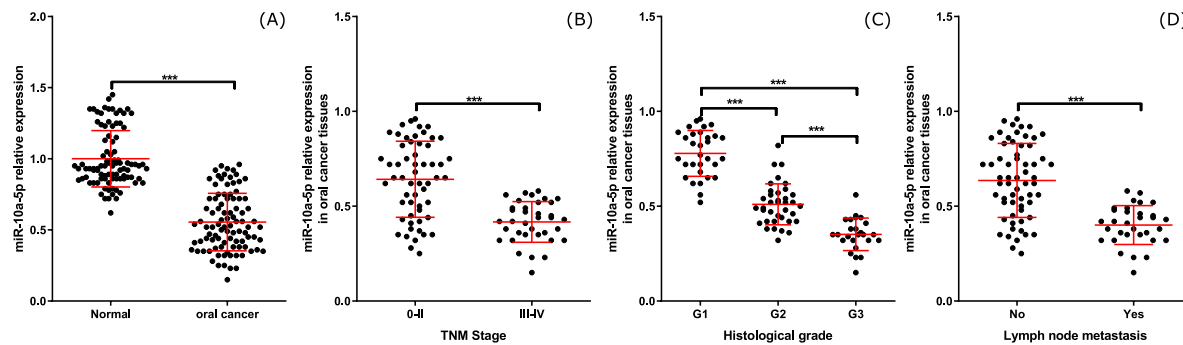 (A)
miR-10a-5p relative expression
2.0
1.5
1.0
0.5
0.0
***
Normal
oral cancer
(B)
miR-10a-5p relative expression
in oral cancer tissues
1.5
1.0
0.5
0.0
***
0-II
III-IV
TNM Stage
(C)
miR-10a-5p relative expression
in oral cancer tissues
1.5
1.0
0.5
0.0
***
***
***
G1
G2
G3
Histological grade
(D)
miR-10a-5p relative expression
in oral cancer tissues
1.5
1.0
0.5
0.0
***
No
Yes
Lymph node metastasis